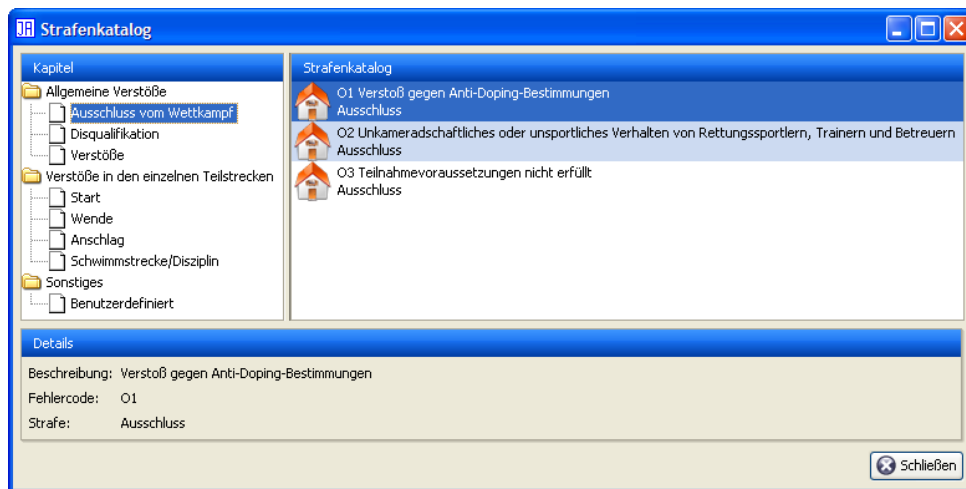 JA Strafenkatalog
Kapitel
Allgemeine Verstöße
Ausschluss vom Wettkampf
Disqualifikation
Verstöße
Verstöße in den einzelnen Teilstrecken
Start
Wende
Anschlag
Schwimmstrecke/Disziplin
Sonstiges
Benutzerdefiniert
Strafenkatalog
O1 Verstoß gegen Anti-Doping-Bestimmungen
Ausschluss
O2 Unkameradschaftliches oder unsportliches Verhalten von Rettungssportlern, Trainern und Betreuern
Ausschluss
O3 Teilnahmevoraussetzungen nicht erfüllt
Ausschluss
Details
Beschreibung: Verstoß gegen Anti-Doping-Bestimmungen
Fehlercode: O1
Strafe: Ausschluss
Schließen